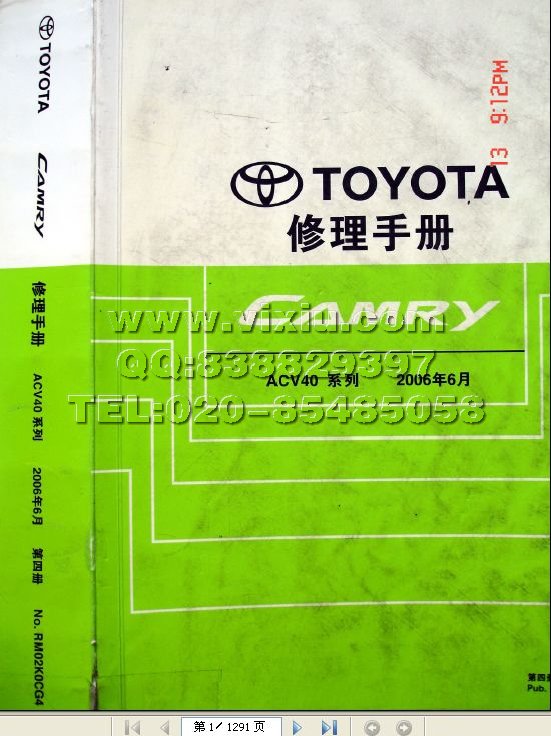 TOYOTA
CAMRY
修理手册
ACV40 系列
2006年6月
第四册
No. RM02K0CG4
13 9:12PM
TOYOTA
修理手册
CAMRY
www.vixiu.com
ACV40 系列 2006年6月
QQ:838829397
TEL:020-85485058
第四册
Pub.
第 1/ 1291 页